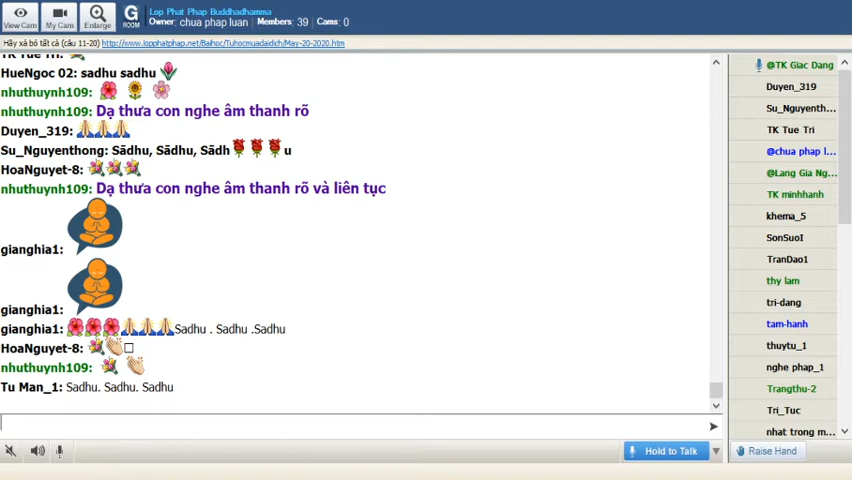 Lop Phat Phap Buddhadhamma
Owner: chua phap luan Members: 39 Cams: 0
View Cam
My Cam
Enlarge
G
ROOM
Hãy xả bỏ tất cả (câu 11-20) http://www.lopphatphap.net/Baihoc/Tuhocmuadaidich/May-20-2020.htm
TK Tue Tri:
HueNgoc 02: sadhu sadhu
nhuthuynh109:
nhuthuynh109: Dạ thưa con nghe âm thanh rõ
Duyen_319:
Su_Nguyenthong: Sādhu, Sādhu, Sādh u
HoaNguyet-8:
nhuthuynh109: Dạ thưa con nghe âm thanh rõ và liên tục
gianghia1:
gianghia1:
gianghia1: Sadhu . Sadhu .Sadhu
HoaNguyet-8:
nhuthuynh109:
Tu Man_1: Sadhu. Sadhu. Sadhu
@TK Giac Dang
Duyen_319
Su_Nguyenth...
TK Tue Tri
@chua phap l...
@Lang Gia Ng...
TK minhhanh
khema_5
SonSuoI
TranDao1
thy lam
tri-dang
tam-hanh
thuytu_1
nghe phap_1
Trangthu-2
Tri_Tuc
nhat trong m...
Hold to Talk
Raise Hand